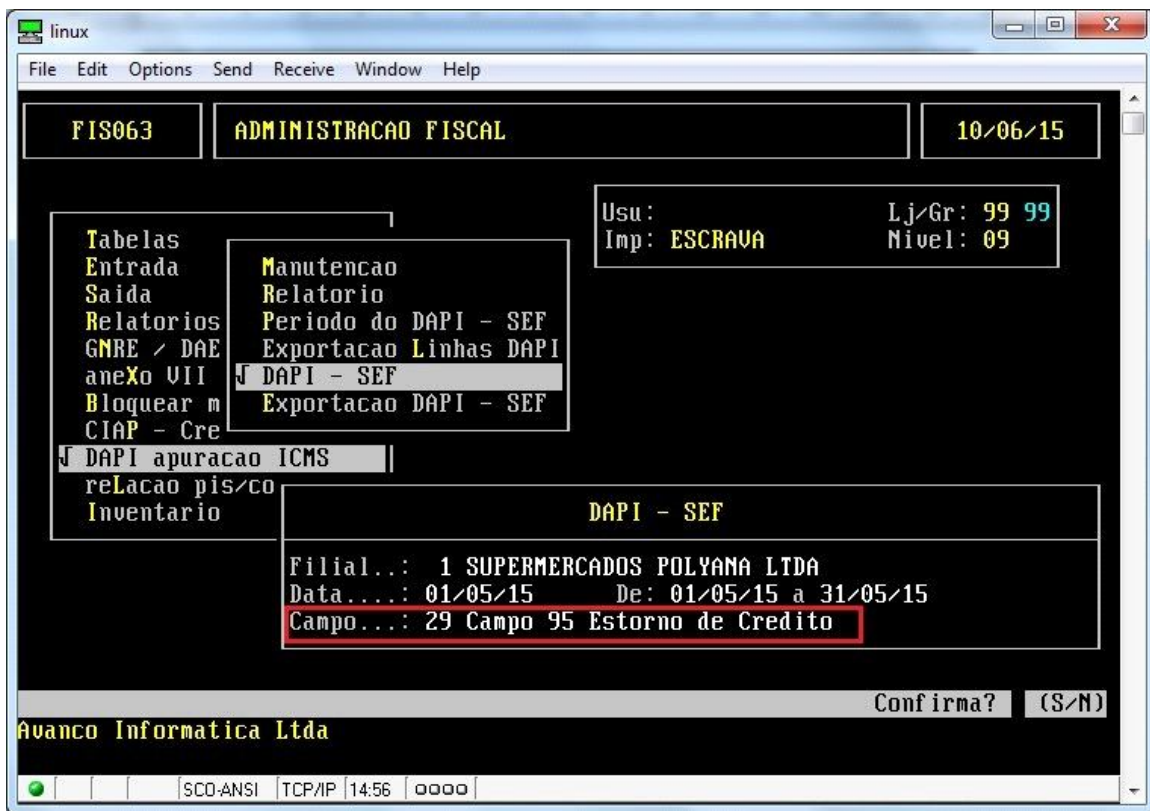 linux
File Edit Options Send Receive Window Help
FIS063 ADMINISTRACAO FISCAL 10/06/15
Usu: Lj/Gr: 99 99
Imp: ESCRAVA Nivel: 09
Tabelas
Entrada
Saida
Relatorios
GNRE / DAE
aneXo VII
Bloquear m
CIAP - Cre
√ DAPI apuracao ICMS
reLacao pis/co
Inventario
Manutencao
Relatorio
Periodo do DAPI - SEF
Exportacao Linhas DAPI
√ DAPI - SEF
Exportacao DAPI - SEF
DAPI - SEF
Filial..: 1 SUPERMERCADOS POLYANA LTDA
Data....: 01/05/15 De: 01/05/15 a 31/05/15
Campo...: 29 Campo 95 Estorno de Credito
Confirma? (S/N)
Avanco Informatica Ltda
SCO-ANSI TCP/IP 14:56 oooo